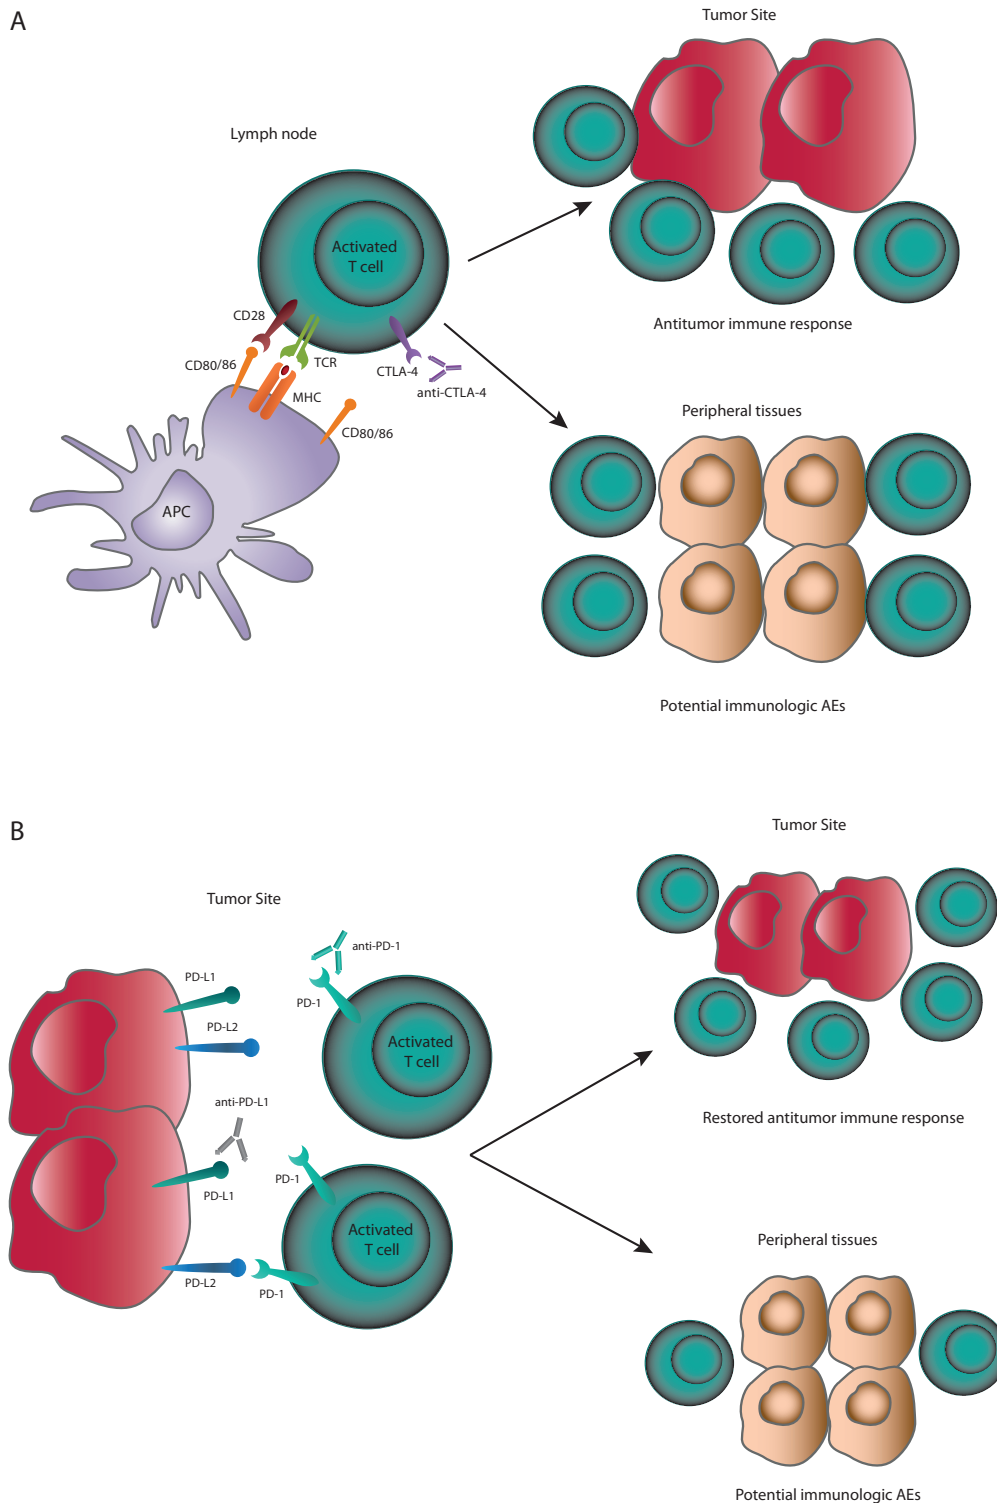 A
Tumor Site
Lymph node
Activated
T cell
CD28
CD80/86
TCR
MHC
CTLA-4
anti-CTLA-4
CD80/86
APC
Antitumor immune response
Peripheral tissues
Potential immunologic AEs
B
Tumor Site
Tumor Site
anti-PD-1
PD-L1
PD-1
PD-L2
Activated
T cell
anti-PD-L1
PD-1
PD-L1
Activated
T cell
PD-L2
PD-1
Restored antitumor immune response
Peripheral tissues
Potential immunologic AEs